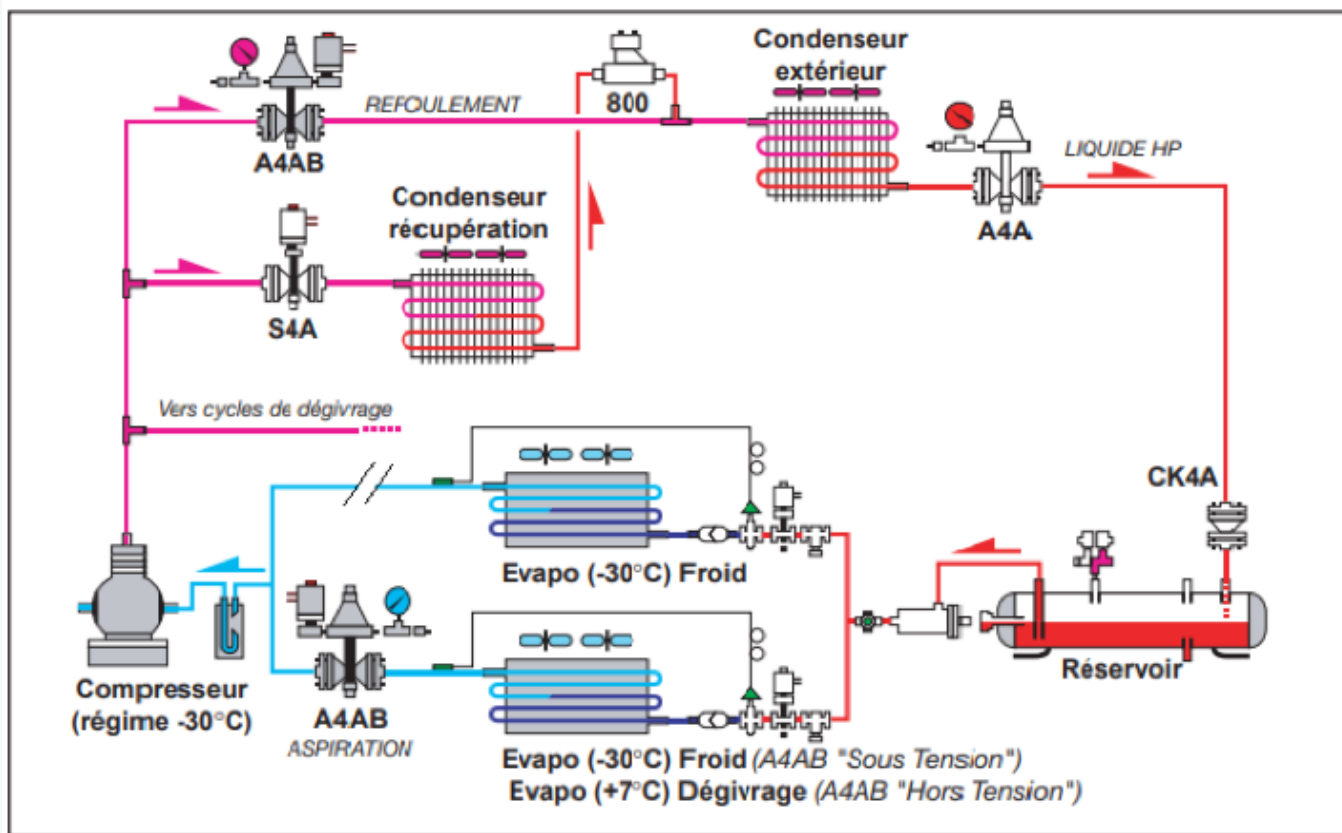 Condenseur
extérieur
800
REFOULEMENT
A4AB
LIQUIDE HP
A4A
Condenseur
récupération
S4A
Vers cycles de dégivrage
CK4A
Evapo (-30°C) Froid
Réservoir
Compresseur
(régime -30°C)
A4AB
ASPIRATION
Evapo (-30°C) Froid (A4AB "Sous Tension")
Evapo (+7°C) Dégivrage (A4AB "Hors Tension")